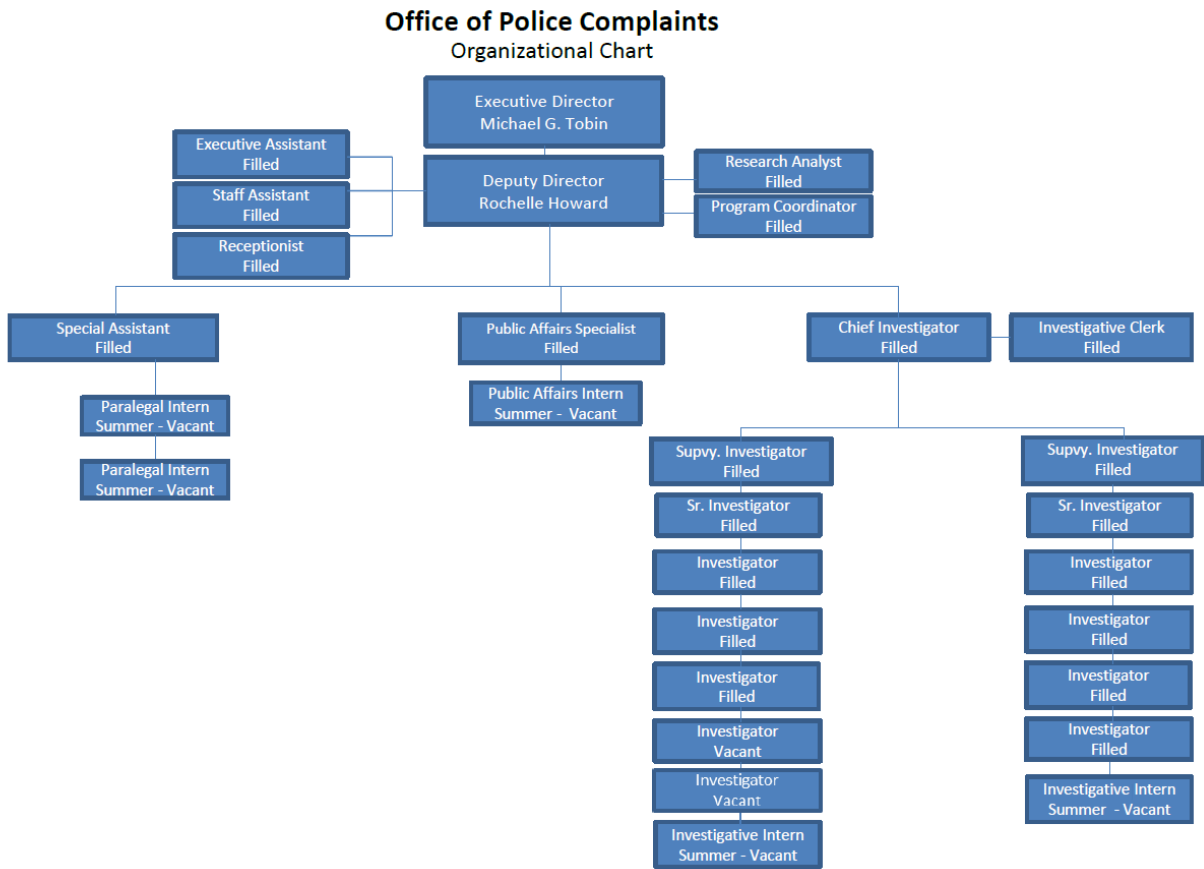 Office of Police Complaints
Organizational Chart
Executive Director
Michael G. Tobin
Executive Assistant
Filled
Staff Assistant
Filled
Receptionist
Filled
Deputy Director
Rochelle Howard
Research Analyst
Filled
Program Coordinator
Filled
Special Assistant
Filled
Paralegal Intern
Summer - Vacant
Paralegal Intern
Summer - Vacant
Public Affairs Specialist
Filled
Public Affairs Intern
Summer - Vacant
Chief Investigator
Filled
Investigative Clerk
Filled
Supvy. Investigator
Filled
Sr. Investigator
Filled
Investigator
Filled
Investigator
Filled
Investigator
Filled
Investigator
Vacant
Investigator
Vacant
Investigative Intern
Summer - Vacant
Supvy. Investigator
Filled
Sr. Investigator
Filled
Investigator
Filled
Investigator
Filled
Investigator
Filled
Investigator
Filled
Investigative Intern
Summer - Vacant